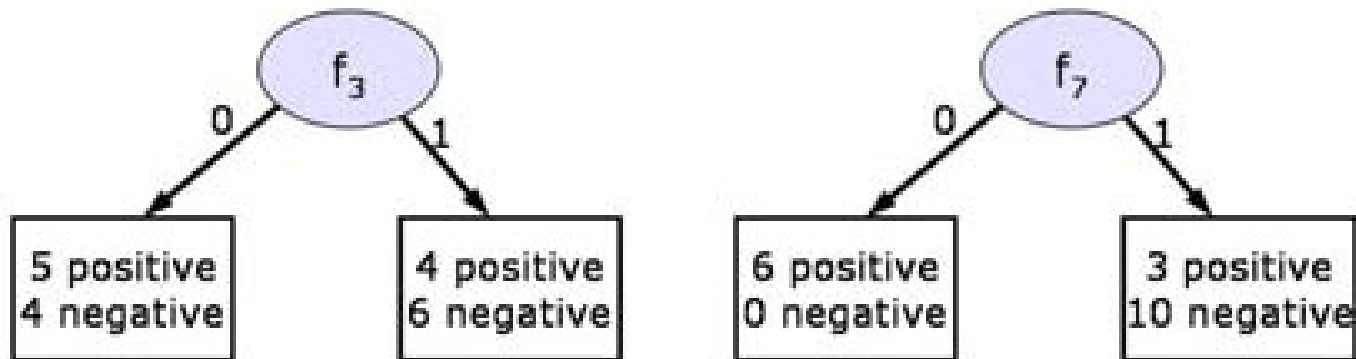 f₃
0
1
5 positive
4 negative
4 positive
6 negative
f₇
0
1
6 positive
0 negative
3 positive
10 negative